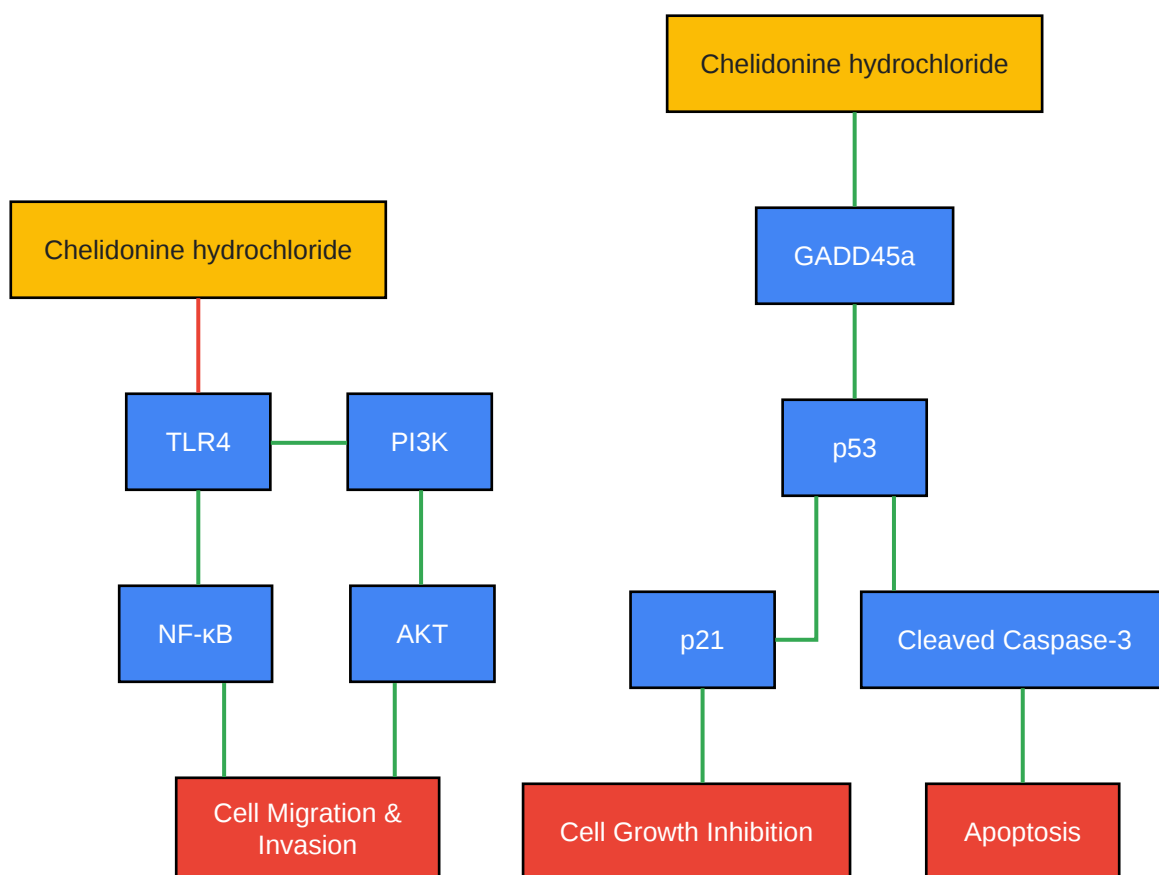 Chelidonine hydrochloride
Chelidonine hydrochloride
GADD45a
TLR4
PI3K
p53
NF-κB
AKT
p21
Cleaved Caspase-3
Cell Migration &
Invasion
Cell Growth Inhibition
Apoptosis